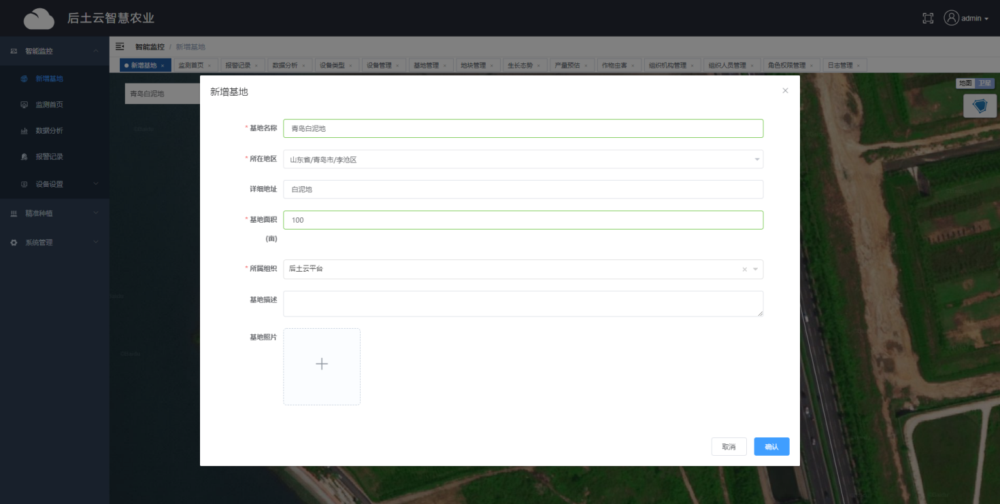 后土云智慧农业
admin
智能监控
新增基地
监测首页
数据分析
报警记录
设备设置
精准种植
系统管理
智能监控 / 新增基地
新增基地 × 监测首页 × 报警记录 × 数据分析 × 设备类型 × 设备管理 × 基地管理 × 地块管理 × 生长态势 × 产量预估 × 作物虫害 × 组织机构管理 × 组织人员管理 × 角色权限管理 × 日志管理 ×
青岛白泥地
地图 卫星
新增基地
* 基地名称 青岛白泥地
* 所在地区 山东省/青岛市/李沧区
详细地址 白泥地
* 基地面积 100
(亩)
* 所属组织 后土云平台
基地描述
基地照片
取消 确认